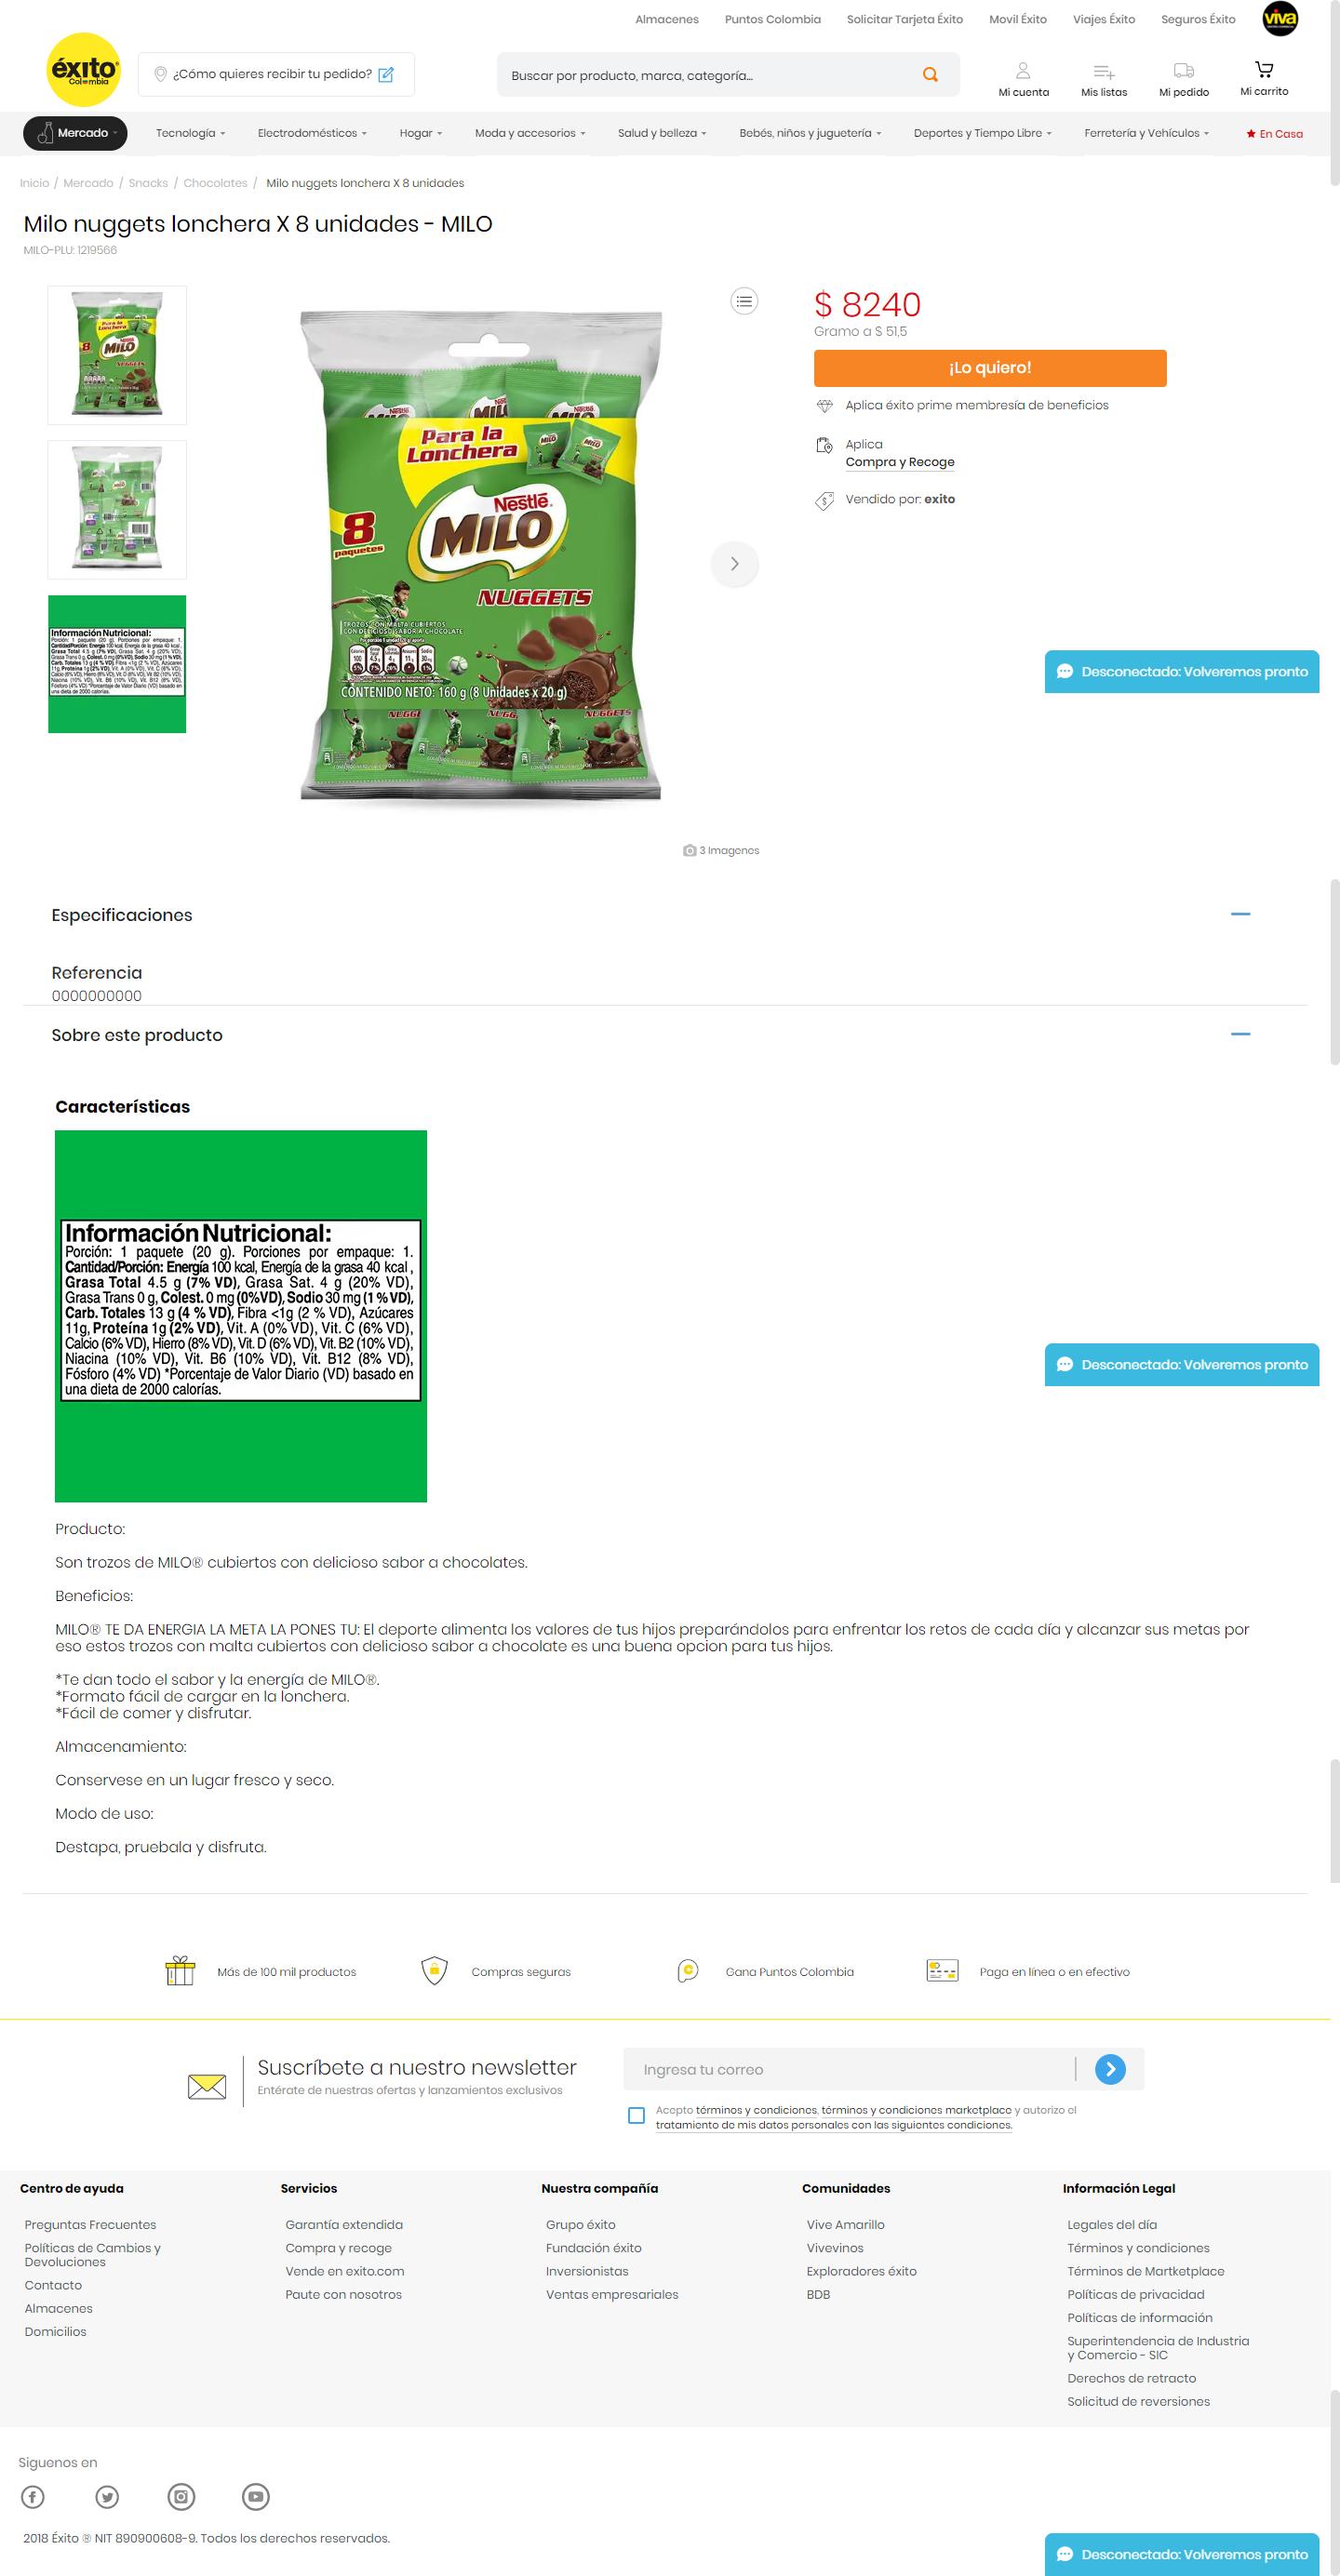 Almacenes Puntos Colombia Solicitar Tarjeta Éxito Movil Éxito Viajes Éxito Seguros Éxito viva
éxito
Colombia
¿Cómo quieres recibir tu pedido?
Buscar por producto, marca, categoría...
Mi cuenta Mis listas Mi pedido Mi carrito
Mercado Tecnología Electrodomésticos Hogar Moda y accesorios Salud y belleza Bebés, niños y juguetería Deportes y Tiempo Libre Ferretería y Vehículos En Casa
Inicio / Mercado / Snacks / Chocolates / Milo nuggets lonchera X 8 unidades
Milo nuggets lonchera X 8 unidades - MILO
MILO-PLU: 1219566
Para la
Lonchera
Nestlé
MILO
8
paquetes
NUGGETS
TROZOS CON MALTA CUBIERTOS
CON DELICIOSO SABOR A CHOCOLATE
CONTENIDO NETO: 160 g (8 Unidades x 20 g)
$ 8240
Gramo a $ 51,5
¡Lo quiero!
Aplica éxito prime membresía de beneficios
Aplica
Compra y Recoge
Vendido por: exito
Desconectado: Volveremos pronto
3 Imagenos
Especificaciones
Referencia
0000000000
Sobre este producto
Características
Información Nutricional:
Porción: 1 paquete (20 g). Porciones por empaque: 1.
Cantidad/Porción: Energía 100 kcal, Energía de la grasa 40 kcal,
Grasa Total 4.5 g (7% VD), Grasa Sat. 4 g (20% VD),
Grasa Trans 0 g, Colest. 0 mg (0%VD), Sodio 30 mg (1 %VD),
Carb. Totales 13 g (4 % VD), Fibra <1g (2 % VD), Azúcares
11g, Proteína 1g (2% VD), Vit. A (0% VD), Vit. C (6% VD),
Calcio (6% VD), Hierro (8% VD), Vit. D (6% VD), Vit. B2 (10% VD),
Niacina (10% VD), Vit. B6 (10% VD), Vit. B12 (8% VD),
Fósforo (4% VD) *Porcentaje de Valor Diario (VD) basado en
una dieta de 2000 calorías.
Desconectado: Volveremos pronto
Producto:
Son trozos de MILO® cubiertos con delicioso sabor a chocolates.
Beneficios:
MILO® TE DA ENERGIA LA META LA PONES TU: El deporte alimenta los valores de tus hijos preparándolos para enfrentar los retos de cada día y alcanzar sus metas por
eso estos trozos con malta cubiertos con delicioso sabor a chocolate es una buena opcion para tus hijos.
*Te dan todo el sabor y la energía de MILO®.
*Formato fácil de cargar en la lonchera.
*Fácil de comer y disfrutar.
Almacenamiento:
Conservese en un lugar fresco y seco.
Modo de uso:
Destapa, pruebala y disfruta.
Más de 100 mil productos Compras seguras Gana Puntos Colombia Paga en línea o en efectivo
Suscríbete a nuestro newsletter
Entérate de nuestras ofertas y lanzamientos exclusivos
Ingresa tu correo
Acepto términos y condiciones, términos y condiciones marketplace y autorizo el
tratamiento de mis datos personales con las siguientes condiciones.
Centro de ayuda
Preguntas Frecuentes
Políticas de Cambios y
Devoluciones
Contacto
Almacenes
Domicilios
Servicios
Garantía extendida
Compra y recoge
Vende en exito.com
Paute con nosotros
Nuestra compañía
Grupo éxito
Fundación éxito
Inversionistas
Ventas empresariales
Comunidades
Vive Amarillo
Vivevinos
Exploradores éxito
BDB
Información Legal
Legales del día
Términos y condiciones
Términos de Martketplace
Políticas de privacidad
Políticas de información
Superintendencia de Industria
y Comercio - SIC
Derechos de retracto
Solicitud de reversiones
Siguenos en
2018 Éxito ® NIT 890900608-9. Todos los derechos reservados.
Desconectado: Volveremos pronto